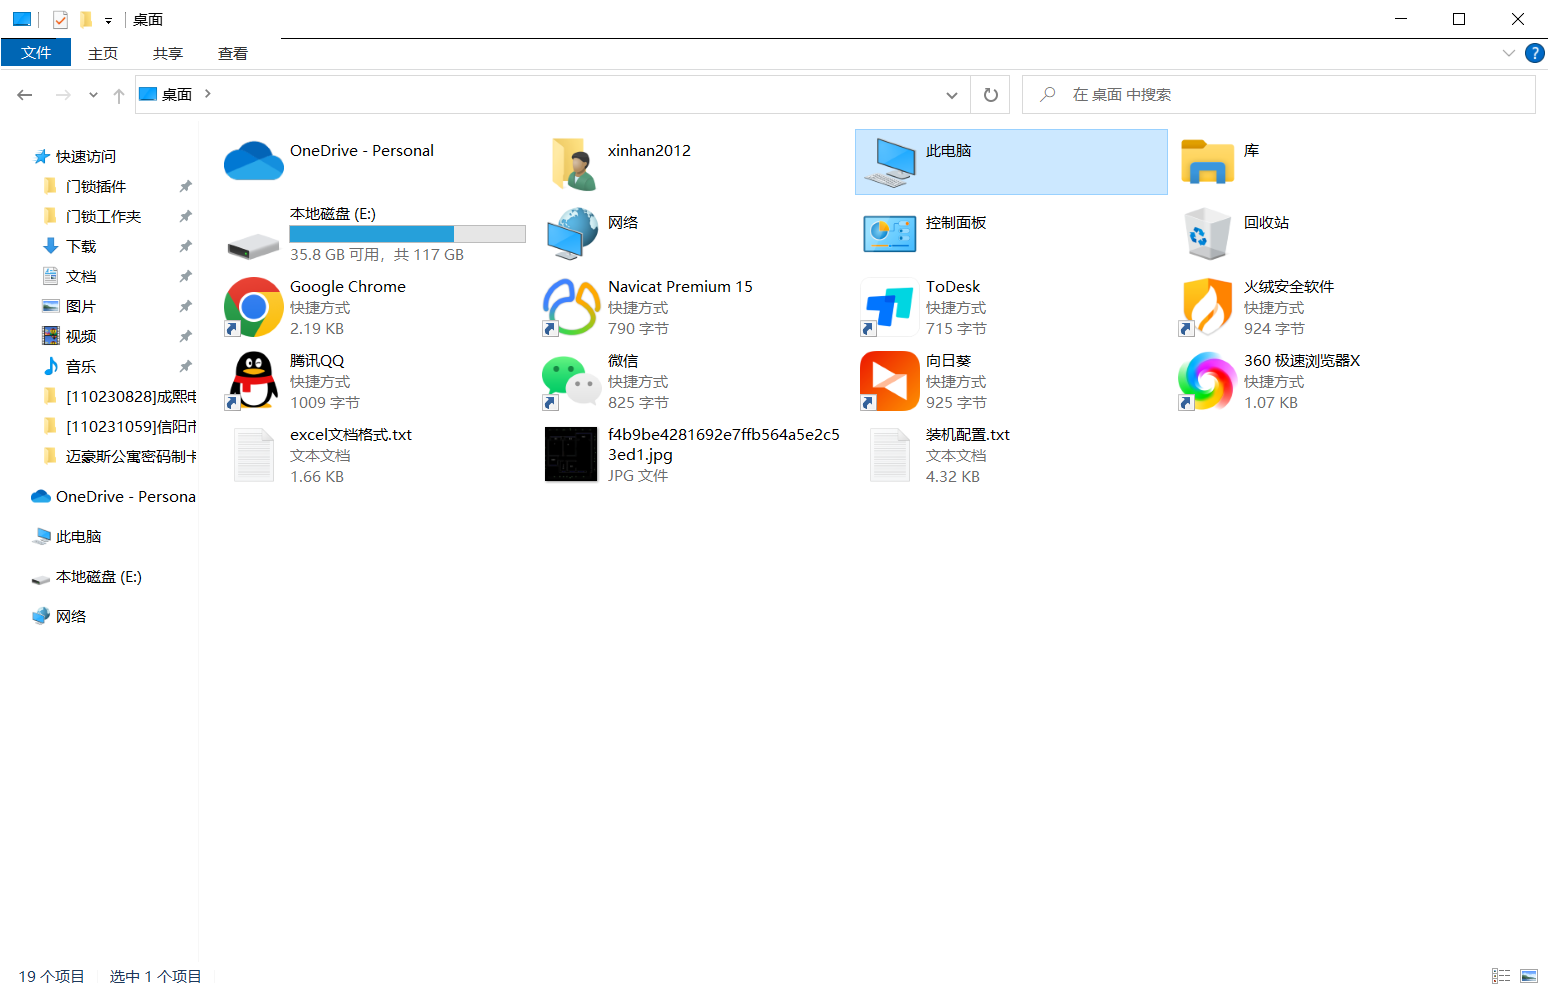 桌面
文件 主页 共享 查看
桌面
在 桌面 中搜索
快速访问
门锁插件
门锁工作夹
下载
文档
图片
视频
音乐
[110230828]成熙电
[110231059]信阳市
迈豪斯公寓密码制卡
OneDrive - Persona
此电脑
本地磁盘 (E:)
网络
OneDrive - Personal
xinhan2012
此电脑
库
本地磁盘 (E:)
35.8 GB 可用，共 117 GB
网络
控制面板
回收站
Google Chrome
快捷方式
2.19 KB
Navicat Premium 15
快捷方式
790 字节
ToDesk
快捷方式
715 字节
火绒安全软件
快捷方式
924 字节
腾讯QQ
快捷方式
1009 字节
微信
快捷方式
825 字节
向日葵
快捷方式
925 字节
360 极速浏览器X
快捷方式
1.07 KB
excel文档格式.txt
文本文档
1.66 KB
f4b9be4281692e7ffb564a5e2c5
3ed1.jpg
JPG 文件
装机配置.txt
文本文档
4.32 KB
19 个项目 选中 1 个项目